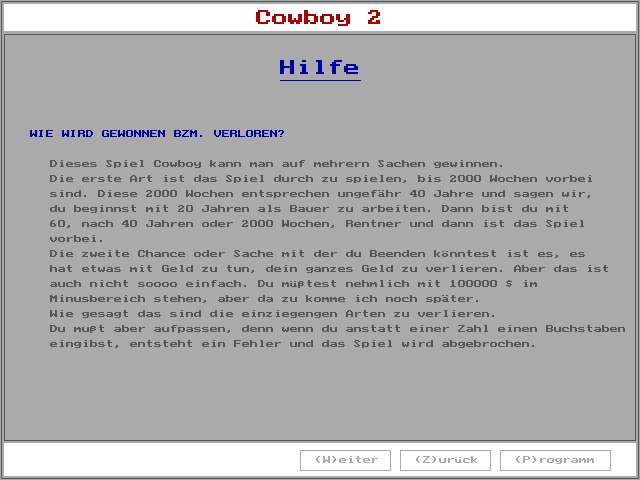 Cowboy 2
Hilfe
WIE WIRD GEWONNEN BZM. VERLOREN?
Dieses Spiel Cowboy kann man auf mehrern Sachen gewinnen.
Die erste Art ist das Spiel durch zu spielen, bis 2000 Wochen vorbei
sind. Diese 2000 Wochen entsprechen ungefähr 40 Jahre und sagen wir,
du beginnst mit 20 Jahren als Bauer zu arbeiten. Dann bist du mit
60, nach 40 Jahren oder 2000 Wochen, Rentner und dann ist das Spiel
vorbei.
Die zweite Chance oder Sache mit der du Beenden könntest ist es, es
hat etwas mit Geld zu tun, dein ganzes Geld zu verlieren. Aber das ist
auch nicht soooo einfach. Du müßtest nehmlich mit 100000 $ im
Minusbereich stehen, aber da zu komme ich noch später.
Wie gesagt das sind die einziegengen Arten zu verlieren.
Du mußt aber aufpassen, denn wenn du anstatt einer Zahl einen Buchstaben
eingibst, entsteht ein Fehler und das Spiel wird abgebrochen.
(W)eiter (Z)urück (P)rogramm